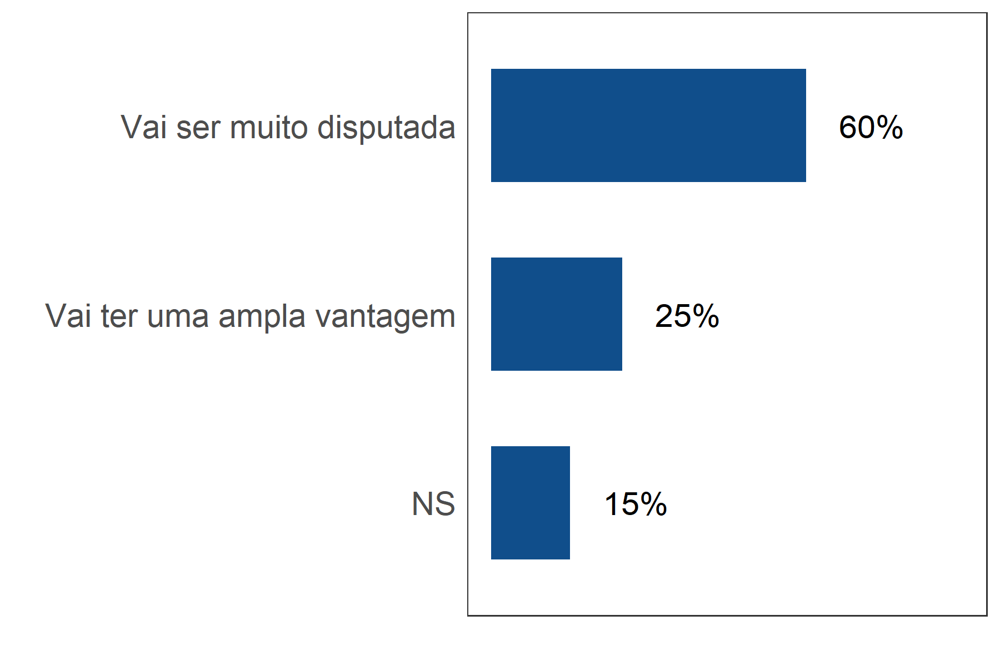 Vai ser muito disputada 60%
Vai ter uma ampla vantagem 25%
NS 15%